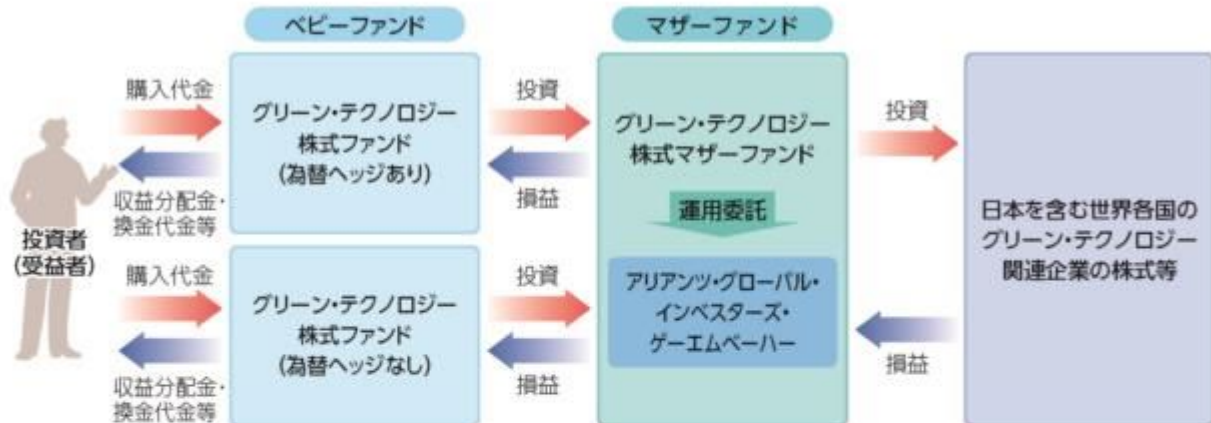 ベビーファンド
マザーファンド
購入代金
グリーン・テクノロジー
株式ファンド
(為替ヘッジあり)
収益分配金・
換金代金等
投資
損益
グリーン・テクノロジー
株式マザーファンド
運用委託
投資
投資者
(受益者)
購入代金
グリーン・テクノロジー
株式ファンド
(為替ヘッジなし)
収益分配金・
換金代金等
投資
損益
アリアンツ・グローバル・
インベスターズ・
ゲーエムベーハー
損益
日本を含む世界各国の
グリーン・テクノロジー
関連企業の株式等